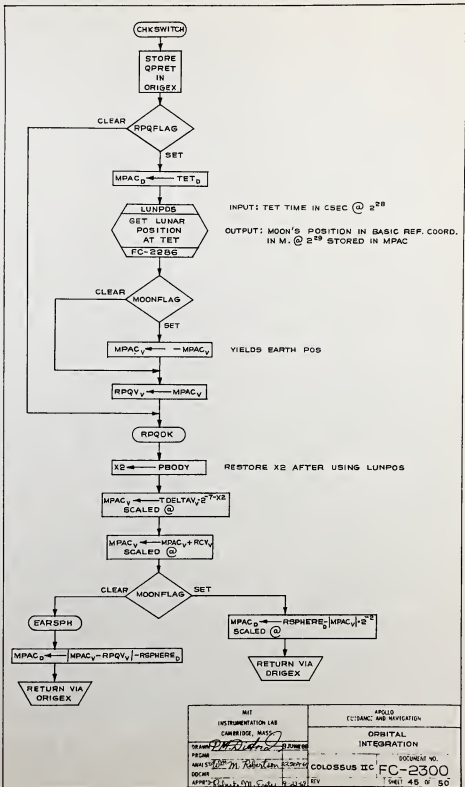 CHKSWITCH
STORE
QPRET
IN
ORIGEX
CLEAR
RPQFLAG
SET
MPAC_D ← TET_D
LUNPOS
GET LUNAR
POSITION
AT TET
FC-2286
INPUT: TET TIME IN CSEC @ 2^28
OUTPUT: MOON'S POSITION IN BASIC REF. COORD.
IN M. @ 2^29 STORED IN MPAC
CLEAR
MOONFLAG
SET
MPAC_V ← - MPAC_V
YIELDS EARTH POS
RPQV_V ← MPAC_V
RPQOK
X2 ← PBODY
RESTORE X2 AFTER USING LUNPOS
MPAC_V ← TDELTAV_V·2^-7-X2
SCALED @
MPAC_V ← MPAC_V + RCV_V
SCALED @
CLEAR
MOONFLAG
SET
EARSPH
MPAC_D ← RSPHERE_D - |MPAC_V|·2^-2
SCALED @
MPAC_D ← |MPAC_V - RPQV_V| - RSPHERE_D
RETURN VIA
ORIGEX
RETURN VIA
ORIGEX
MIT
INSTRUMENTATION LAB
CAMBRIDGE, MASS.
APOLLO
GUIDANCE AND NAVIGATION
DRAWN
PRGMR
ANALYST M. Robertson
DOCMR
APPR'D Robert M. Entes
ORBITAL
INTEGRATION
COLOSSUS IIC
DOCUMENT NO.
FC-2300
REV
SHEET 45 OF 50